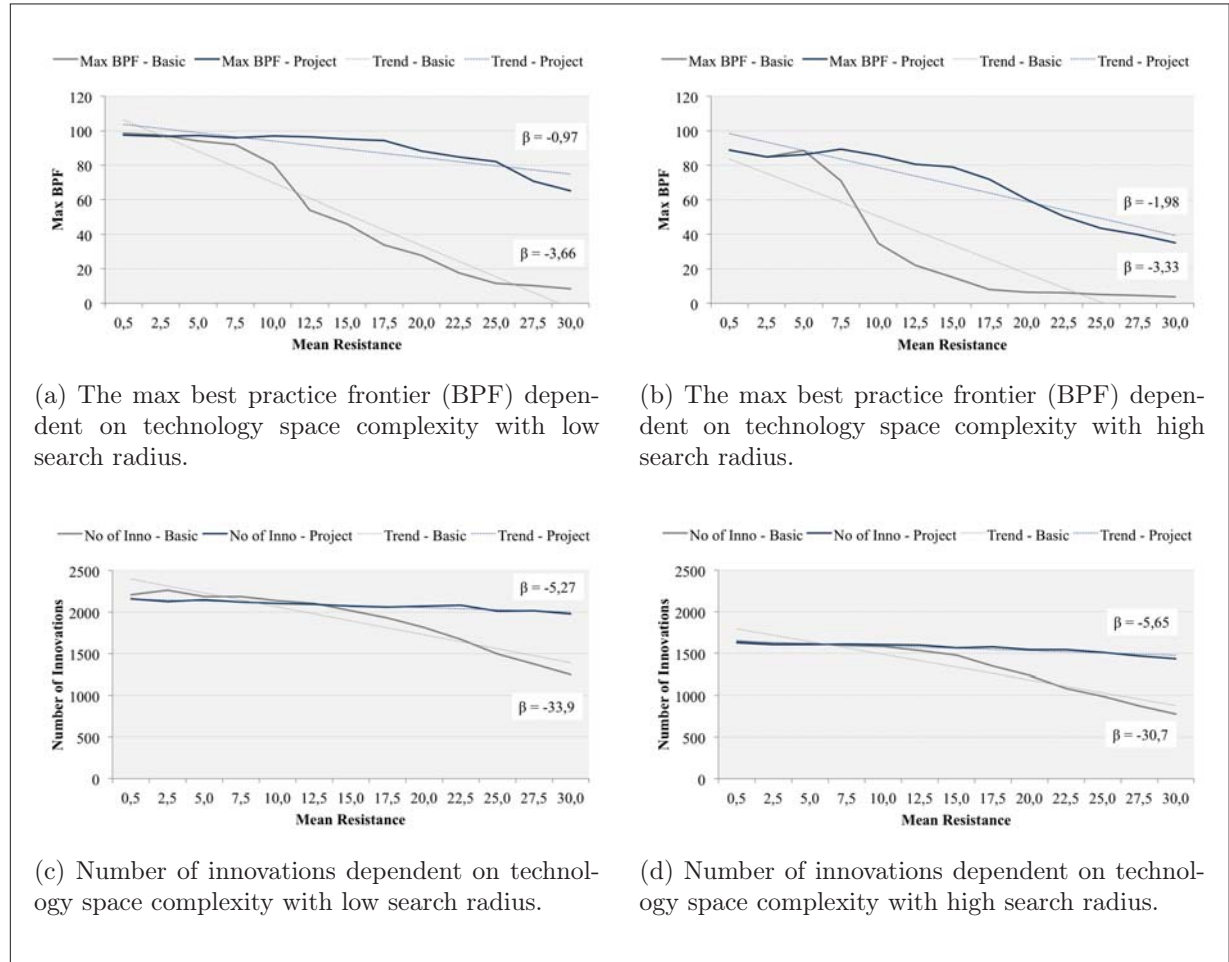 Max BPF - Basic Max BPF - Project Trend - Basic Trend - Project
120
100
80
60
40
20
0
Max BPF
β = -0,97
β = -3,66
0,5 2,5 5,0 7,5 10,0 12,5 15,0 17,5 20,0 22,5 25,0 27,5 30,0
Mean Resistance
(a) The max best practice frontier (BPF) depen-
dent on technology space complexity with low
search radius.
Max BPF - Basic Max BPF - Project Trend - Basic Trend - Project
120
100
80
60
40
20
0
Max BPF
β = -1,98
β = -3,33
0,5 2,5 5,0 7,5 10,0 12,5 15,0 17,5 20,0 22,5 25,0 27,5 30,0
Mean Resistance
(b) The max best practice frontier (BPF) depen-
dent on technology space complexity with high
search radius.
No of Inno - Basic No of Inno - Project Trend - Basic Trend - Project
2500
2000
1500
1000
500
0
Number of Innovations
β = -5,27
β = -33,9
0,5 2,5 5,0 7,5 10,0 12,5 15,0 17,5 20,0 22,5 25,0 27,5 30,0
Mean Resistance
(c) Number of innovations dependent on technol-
ogy space complexity with low search radius.
No of Inno - Basic No of Inno - Project Trend - Basic Trend - Project
2500
2000
1500
1000
500
0
Number of Innovations
β = -5,65
β = -30,7
0,5 2,5 5,0 7,5 10,0 12,5 15,0 17,5 20,0 22,5 25,0 27,5 30,0
Mean Resistance
(d) Number of innovations dependent on technol-
ogy space complexity with high search radius.